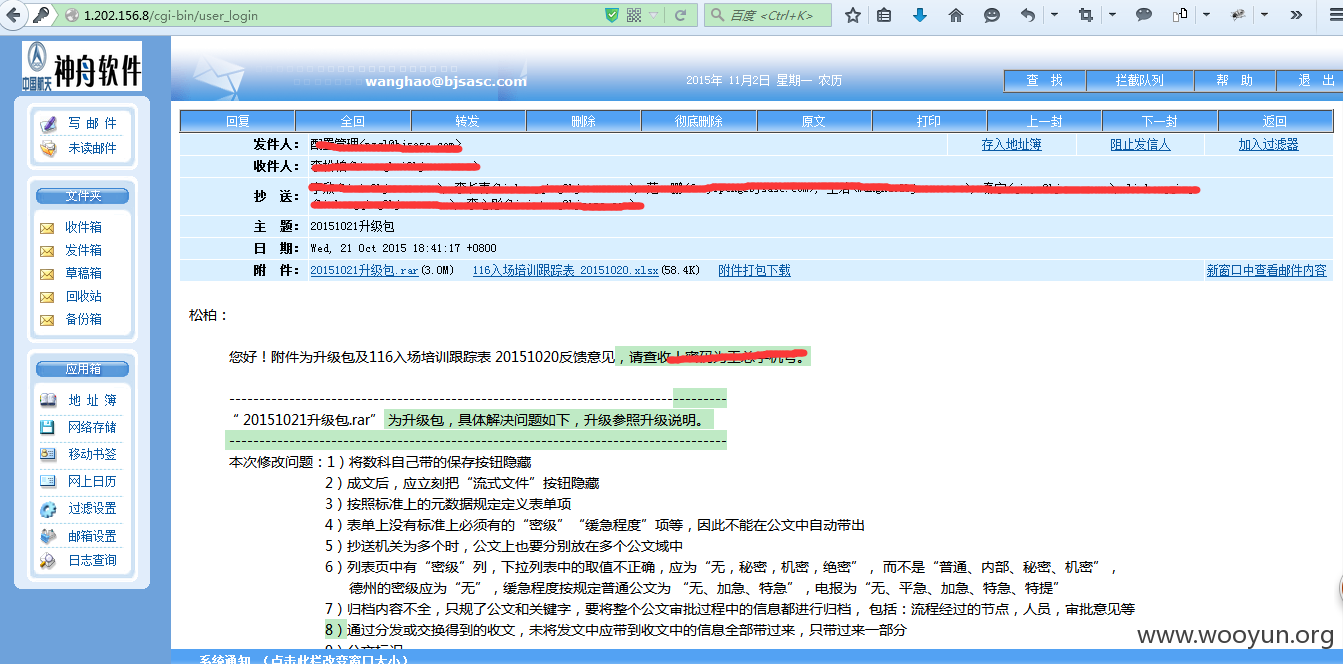 1.202.156.8/cgi-bin/user_login
百度 <Ctrl+K>
中国航天 神舟软件
wanghao@bjsasc.com
2015年 11月2日 星期一 农历
查 找 拦截队列 帮 助 退 出
写 邮 件
未读邮件
文件夹
收件箱
发件箱
草稿箱
回收站
备份箱
应用箱
地 址 簿
网络存储
移动书签
网上日历
过滤设置
邮箱设置
日志查询
回复 全回 转发 删除 彻底删除 原文 打印 上一封 下一封 返回
发件人：
存入地址簿 阻止发信人 加入过滤器
收件人：
抄 送：
主 题： 20151021升级包
日 期： Wed, 21 Oct 2015 18:41:17 +0800
附 件： 20151021升级包.rar(3.0M) 116入场培训跟踪表_20151020.xlsx(58.4K) 附件打包下载 新窗口中查看邮件内容
松柏：
您好！附件为升级包及116入场培训跟踪表 20151020反馈意见，请查收
“ 20151021升级包.rar” 为升级包，具体解决问题如下，升级参照升级说明。
本次修改问题：1）将数科自己带的保存按钮隐藏
2）成文后，应立刻把“流式文件”按钮隐藏
3）按照标准上的元数据规定定义表单项
4）表单上没有标准上必须有的“密级”“缓急程度”项等，因此不能在公文中自动带出
5）抄送机关为多个时，公文上也要分别放在多个公文域中
6）列表页中有“密级”列，下拉列表中的取值不正确，应为“无，秘密，机密，绝密”，而不是“普通、内部、秘密、机密”，
德州的密级应为“无”，缓急程度按规定普通公文为 “无、加急、特急”，电报为“无、平急、加急、特急、特提”
7）归档内容不全，只规了公文和关键字，要将整个公文审批过程中的信息都进行归档， 包括：流程经过的节点，人员，审批意见等
8）通过分发或交换得到的收文，未将发文中应带到收文中的信息全部带过来，只带过来一部分
www.wooyun.org
系统通知 （点击此栏改变窗口大小）